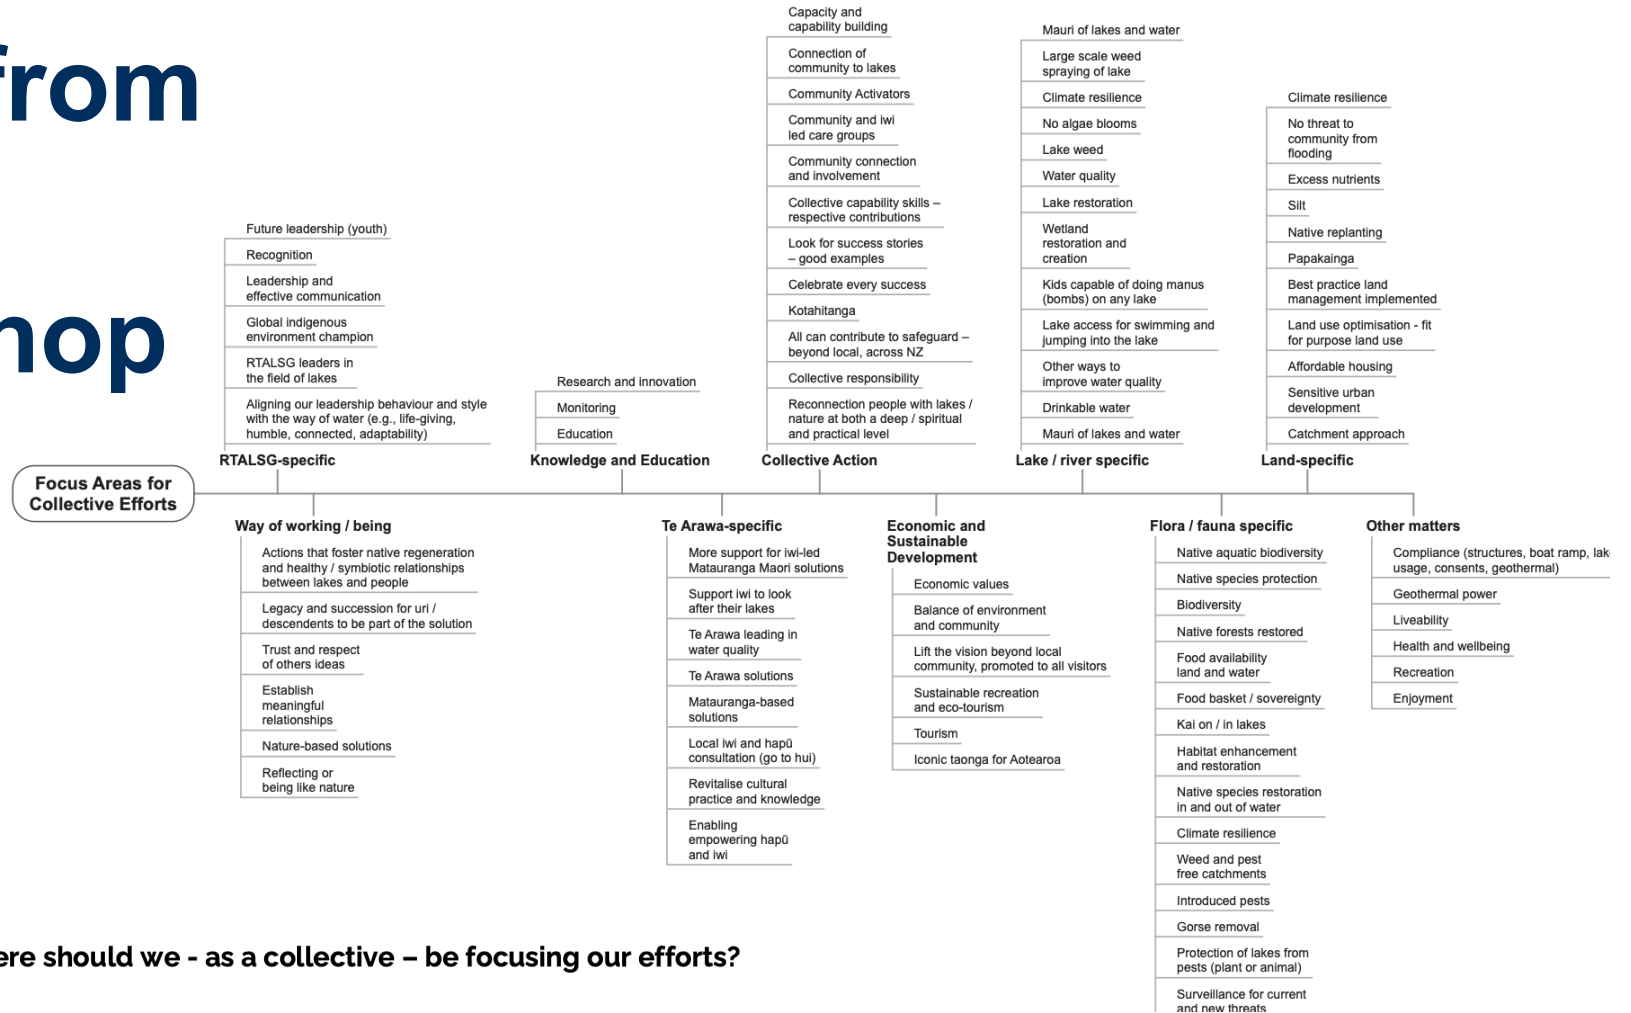 from
hop
Focus Areas for
Collective Efforts
Future leadership (youth)
Recognition
Leadership and
effective communication
Global indigenous
environment champion
RTALSG leaders in
the field of lakes
Aligning our leadership behaviour and style
with the way of water (e.g., life-giving,
humble, connected, adaptability)
RTALSG-specific
Research and innovation
Monitoring
Education
Knowledge and Education
Capacity and
capability building
Connection of
community to lakes
Community Activators
Community and iwi
led care groups
Community connection
and involvement
Collective capability skills –
respective contributions
Look for success stories
– good examples
Celebrate every success
Kotahitanga
All can contribute to safeguard –
beyond local, across NZ
Collective responsibility
Reconnection people with lakes /
nature at both a deep / spiritual
and practical level
Collective Action
Mauri of lakes and water
Large scale weed
spraying of lake
Climate resilience
No algae blooms
Lake weed
Water quality
Lake restoration
Wetland
restoration and
creation
Kids capable of doing manus
(bombs) on any lake
Lake access for swimming and
jumping into the lake
Other ways to
improve water quality
Drinkable water
Mauri of lakes and water
Lake / river specific
Climate resilience
No threat to
community from
flooding
Excess nutrients
Silt
Native replanting
Papakainga
Best practice land
management implemented
Land use optimisation - fit
for purpose land use
Affordable housing
Sensitive urban
development
Catchment approach
Land-specific
Way of working / being
Actions that foster native regeneration
and healthy / symbiotic relationships
between lakes and people
Legacy and succession for uri /
descendents to be part of the solution
Trust and respect
of others ideas
Establish
meaningful
relationships
Nature-based solutions
Reflecting or
being like nature
Te Arawa-specific
More support for iwi-led
Matauranga Maori solutions
Support iwi to look
after their lakes
Te Arawa leading in
water quality
Te Arawa solutions
Matauranga-based
solutions
Local iwi and hapū
consultation (go to hui)
Revitalise cultural
practice and knowledge
Enabling
empowering hapū
and iwi
Economic and
Sustainable
Development
Economic values
Balance of environment
and community
Lift the vision beyond local
community, promoted to all visitors
Sustainable recreation
and eco-tourism
Tourism
Iconic taonga for Aotearoa
Flora / fauna specific
Native aquatic biodiversity
Native species protection
Biodiversity
Native forests restored
Food availability
land and water
Food basket / sovereignty
Kai on / in lakes
Habitat enhancement
and restoration
Native species restoration
in and out of water
Climate resilience
Weed and pest
free catchments
Introduced pests
Gorse removal
Protection of lakes from
pests (plant or animal)
Surveillance for current
and new threats
Other matters
Compliance (structures, boat ramp, lak
usage, consents, geothermal)
Geothermal power
Liveability
Health and wellbeing
Recreation
Enjoyment
ere should we - as a collective – be focusing our efforts?